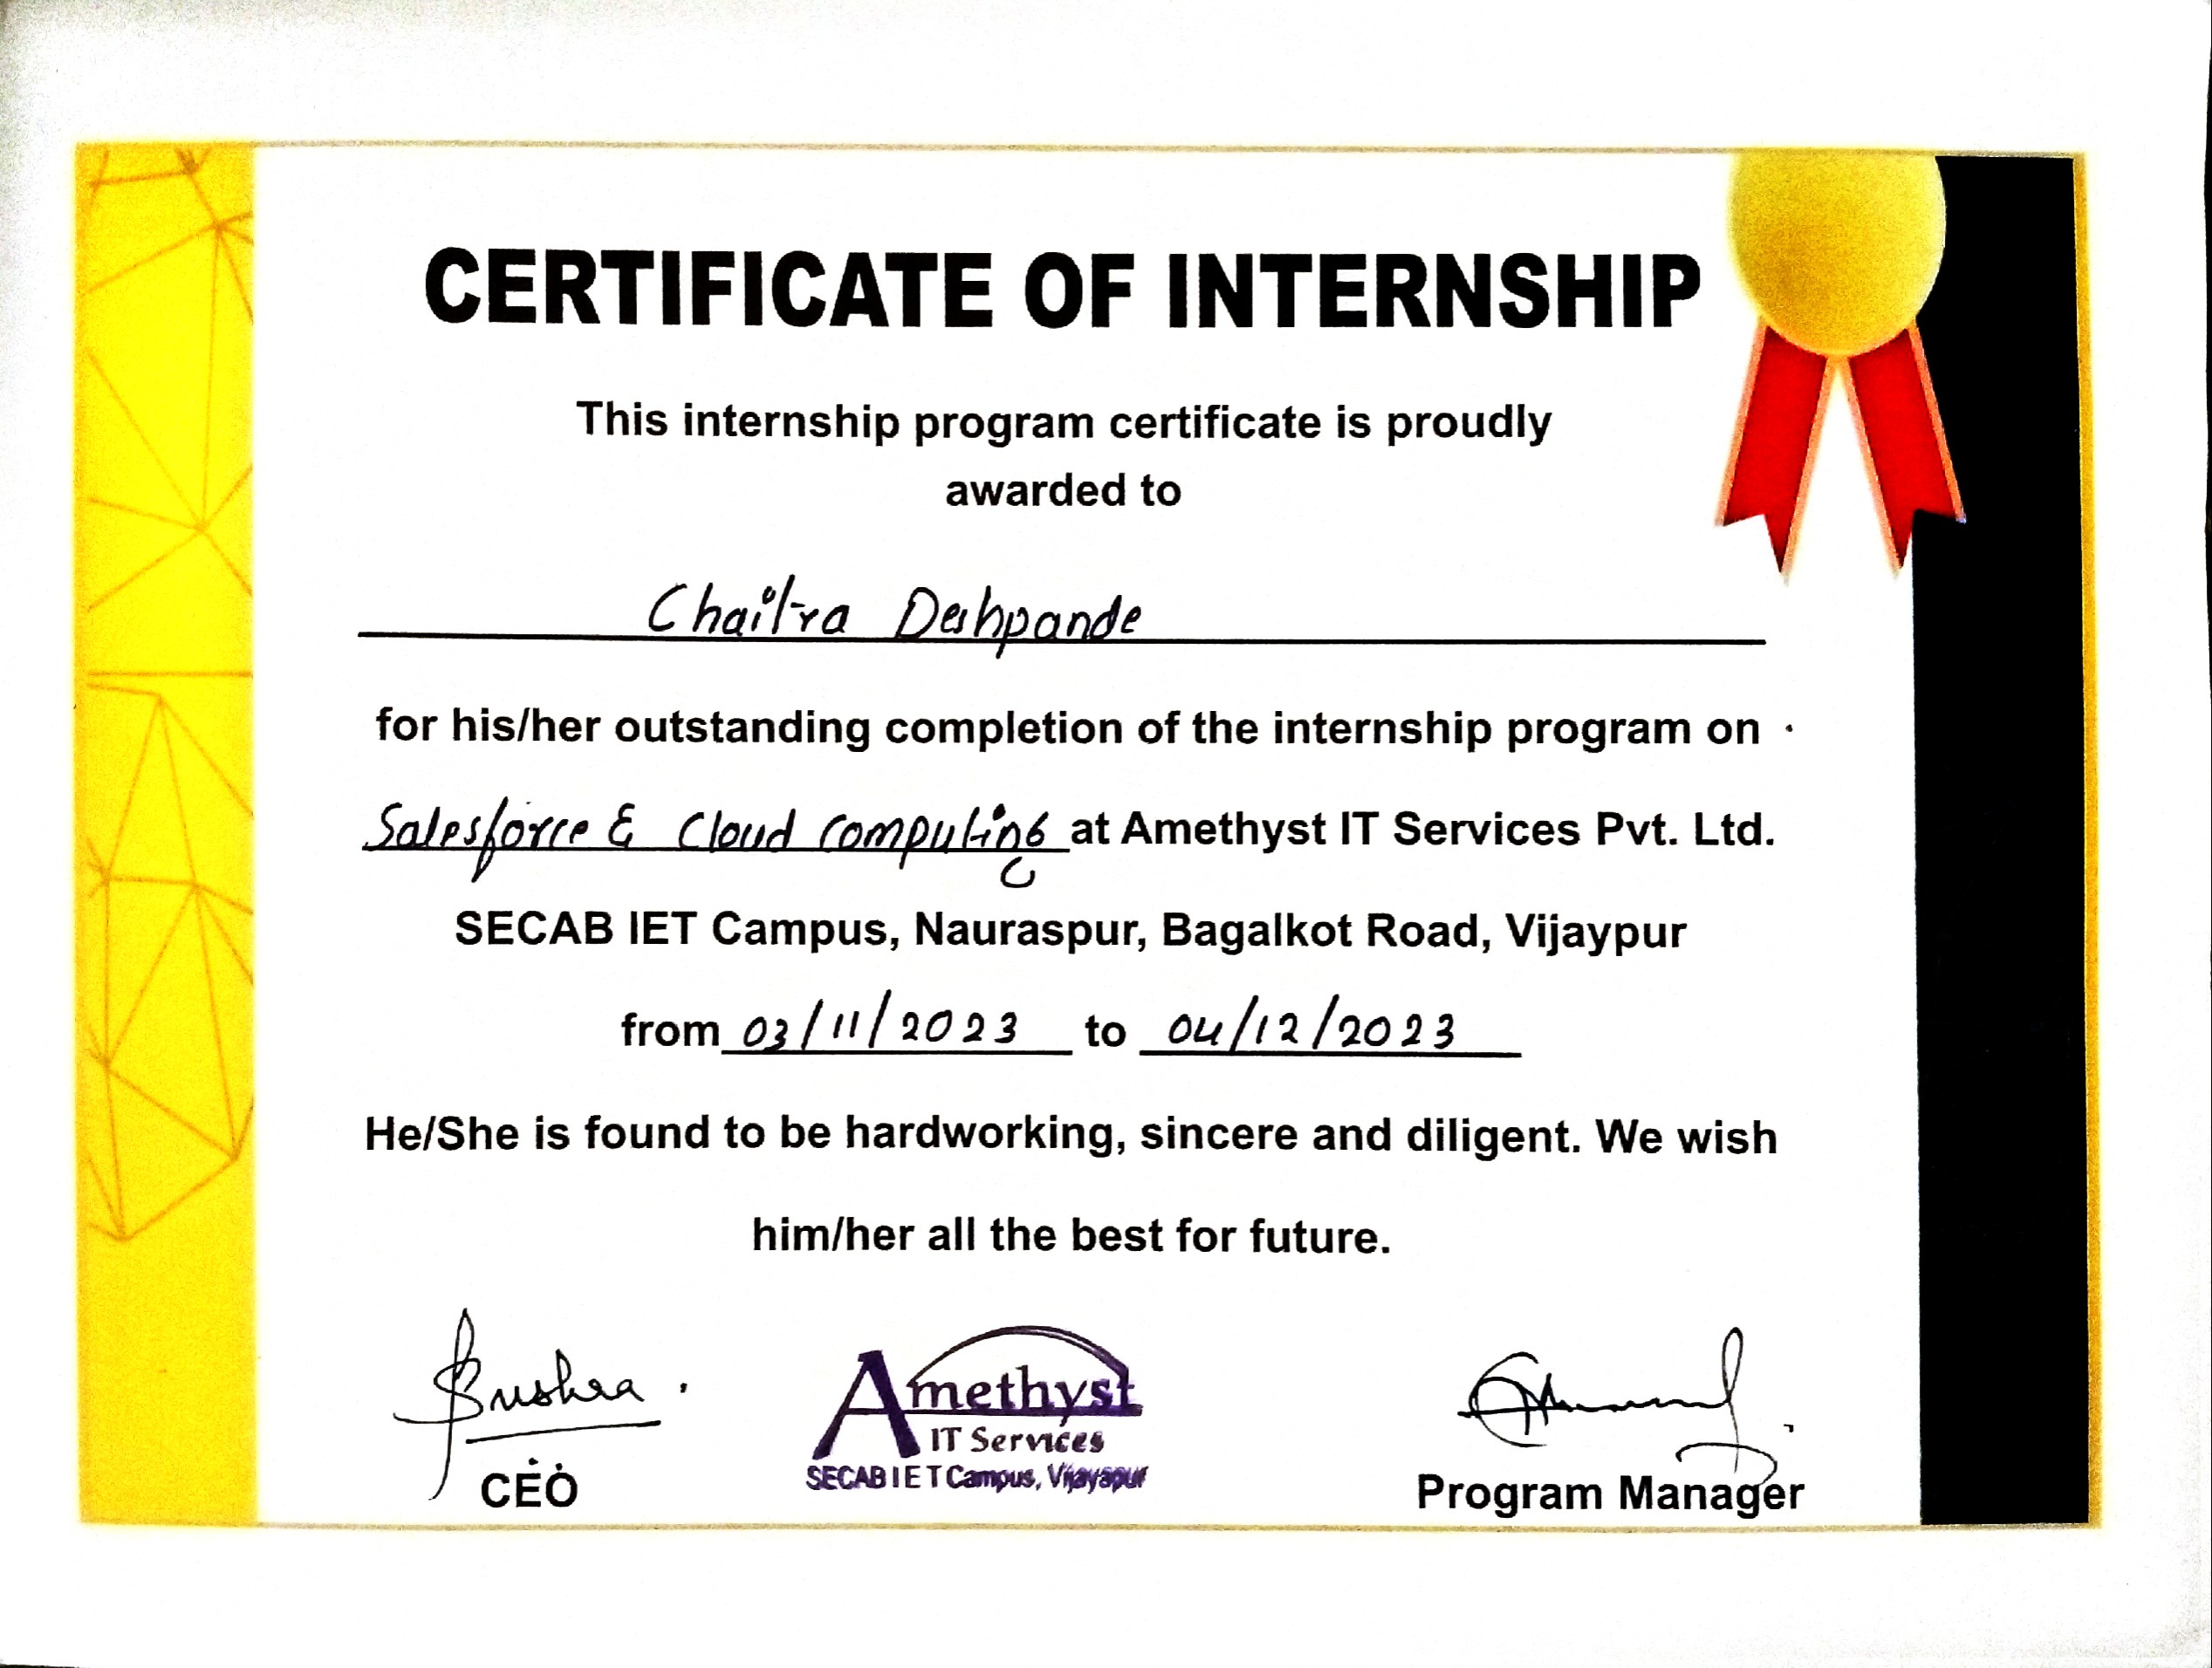 CERTIFICATE OF INTERNSHIP
This internship program certificate is proudly
awarded to
Chaitra Deshpande
for his/her outstanding completion of the internship program on
Salesforce & Cloud Computing at Amethyst IT Services Pvt. Ltd.
SECAB IET Campus, Nauraspur, Bagalkot Road, Vijaypur
from 03/11/2023 to 04/12/2023
He/She is found to be hardworking, sincere and diligent. We wish
him/her all the best for future.
Amethyst
IT Services
SECAB I E T Campus, Vijayapur
CEO
Program Manager